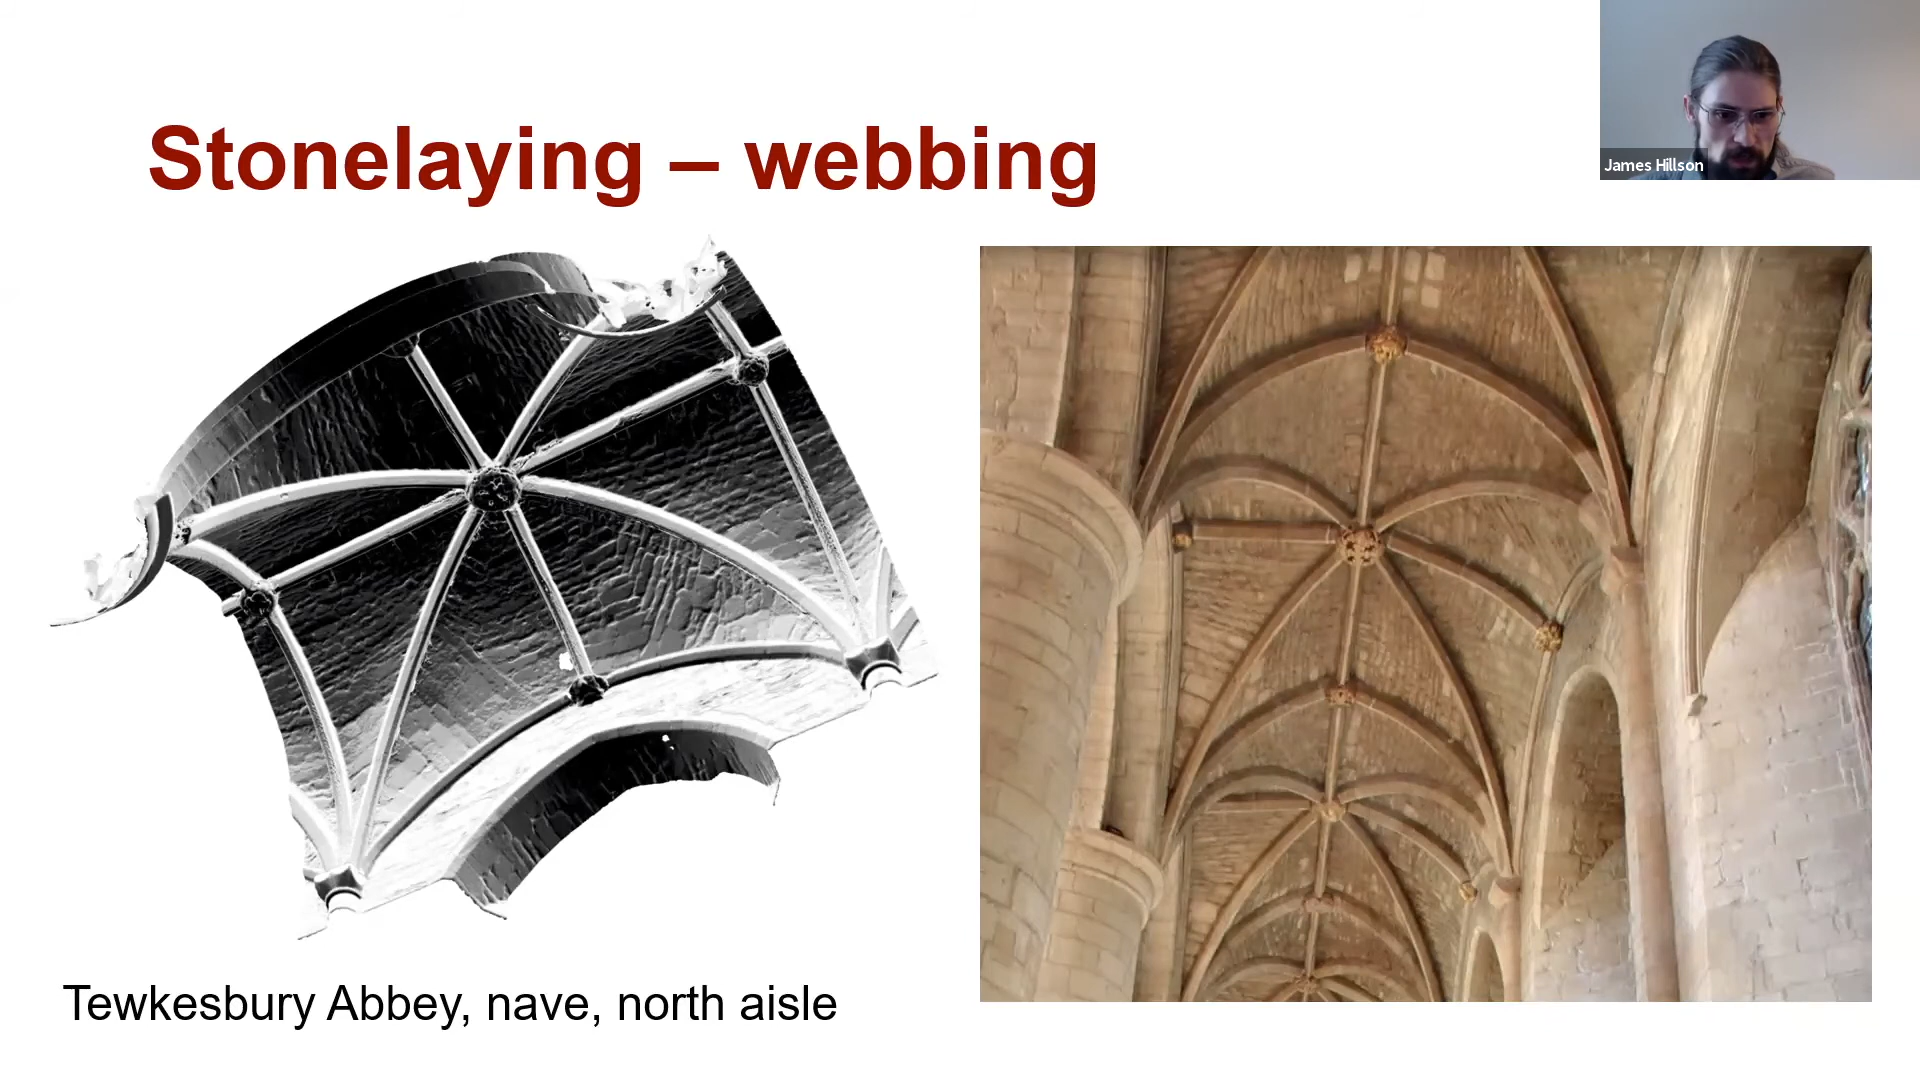 Stonelaying – webbing
James Hillson
Tewkesbury Abbey, nave, north aisle